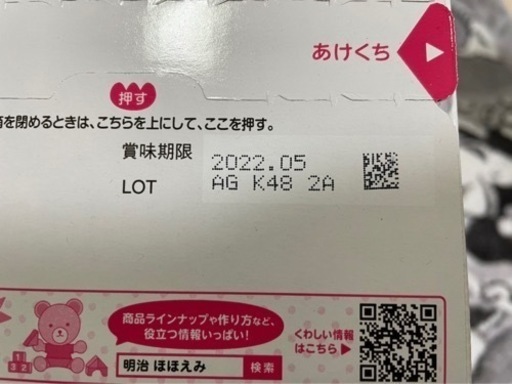 あけくち
押す
箱を閉めるときは、こちらを上にして、ここを押す。
賞味期限 2022.05
LOT AG K48 2A
商品ラインナップや作り方など、
役立つ情報いっぱい!
明治 ほほえみ 検索
くわしい情報
はこちら
1
3 2